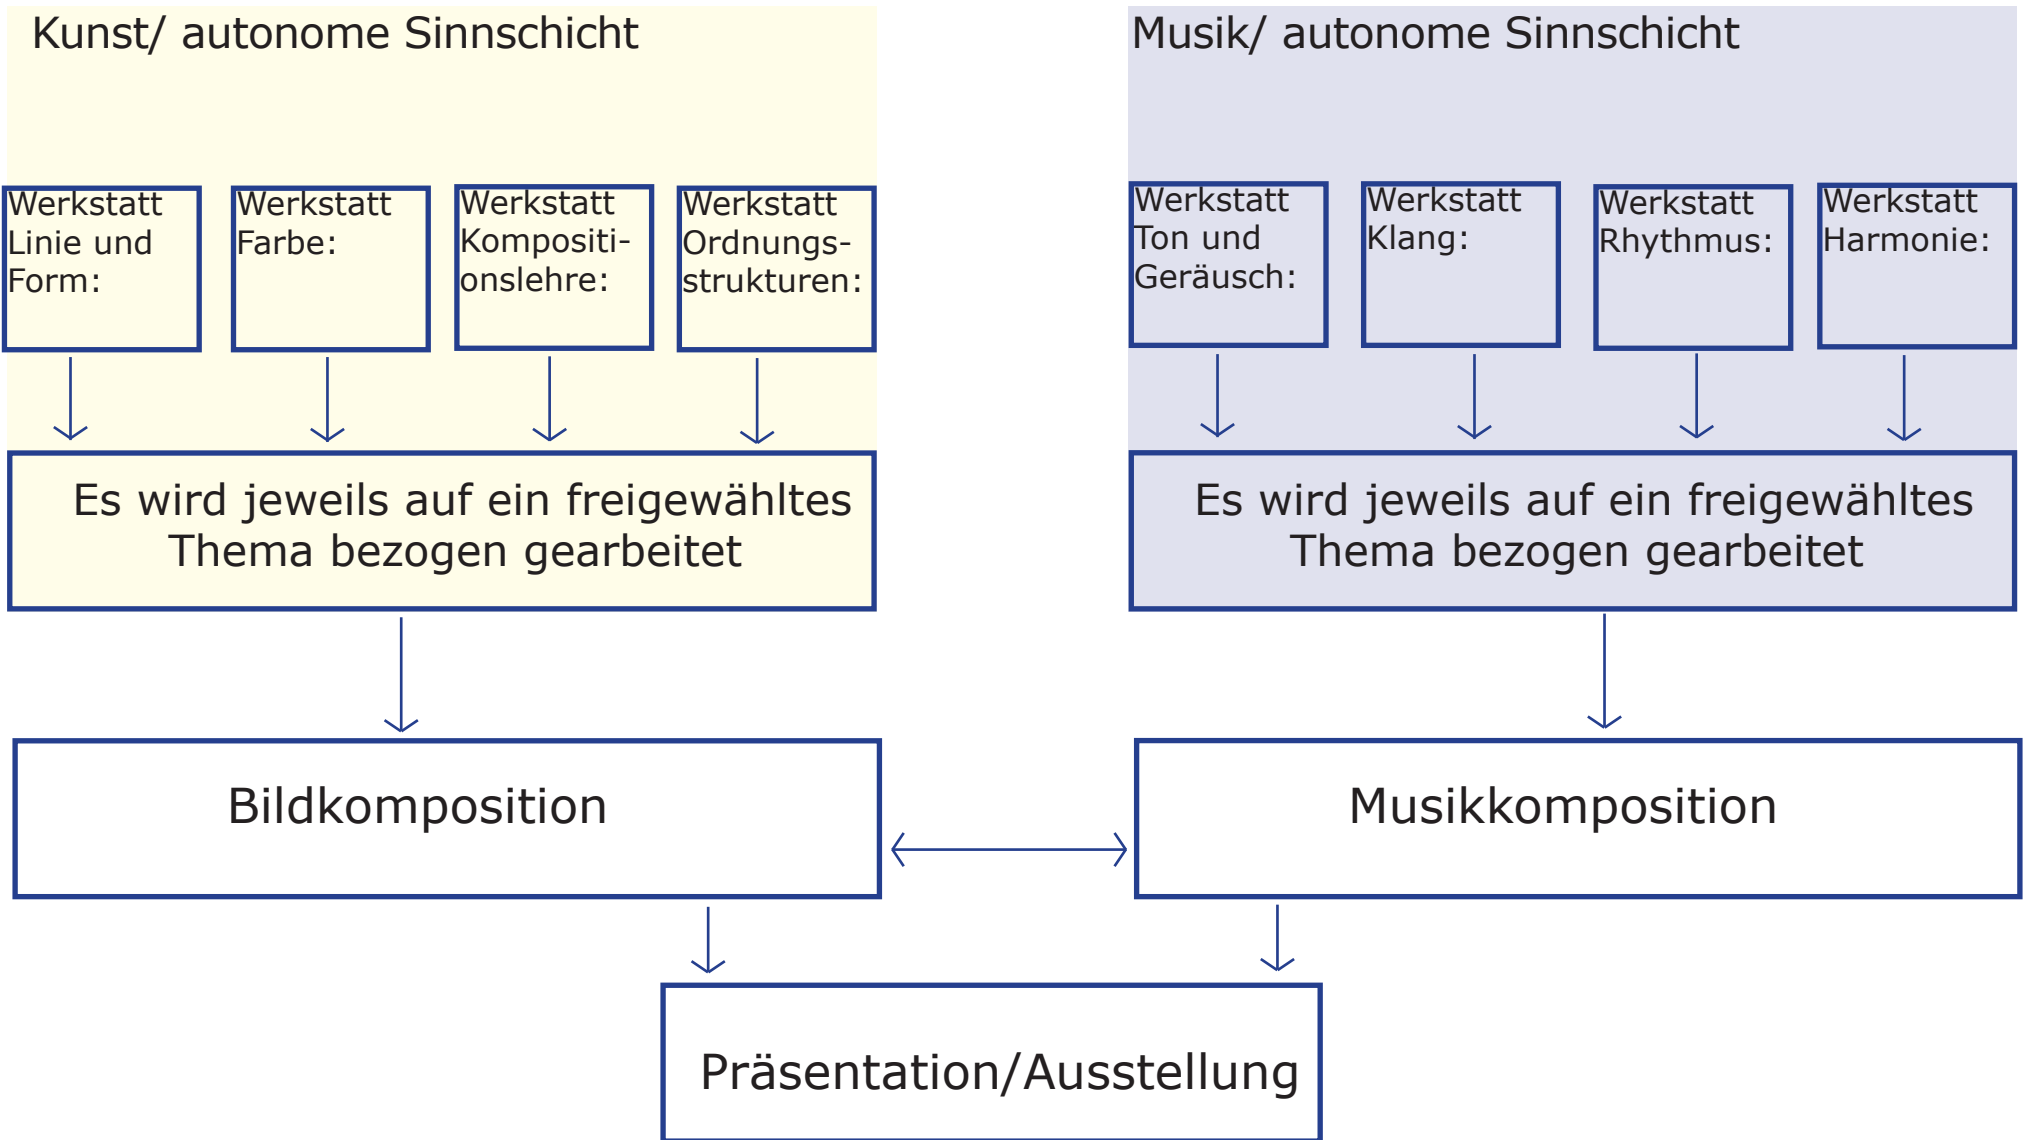 Kunst/ autonome Sinnschicht
Werkstatt
Linie und
Form:
Werkstatt
Farbe:
Werkstatt
Kompositi-
onslehre:
Werkstatt
Ordnungs-
strukturen:
Es wird jeweils auf ein freigewähltes
Thema bezogen gearbeitet
Bildkomposition
Musik/ autonome Sinnschicht
Werkstatt
Ton und
Geräusch:
Werkstatt
Klang:
Werkstatt
Rhythmus:
Werkstatt
Harmonie:
Es wird jeweils auf ein freigewähltes
Thema bezogen gearbeitet
Musikkomposition
Präsentation/Ausstellung